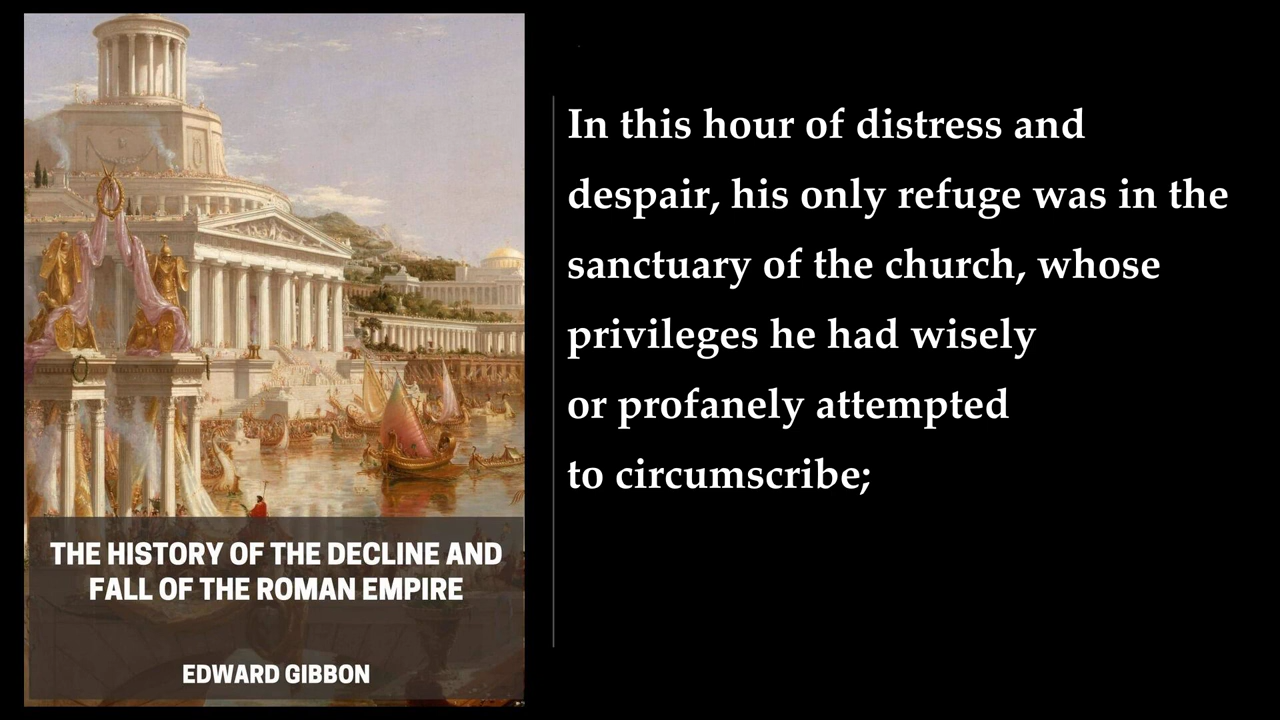 In this hour of distress and
despair, his only refuge was in the
sanctuary of the church, whose
privileges he had wisely
or profanely attempted
to circumscribe;
THE HISTORY OF THE DECLINE AND
FALL OF THE ROMAN EMPIRE
EDWARD GIBBON